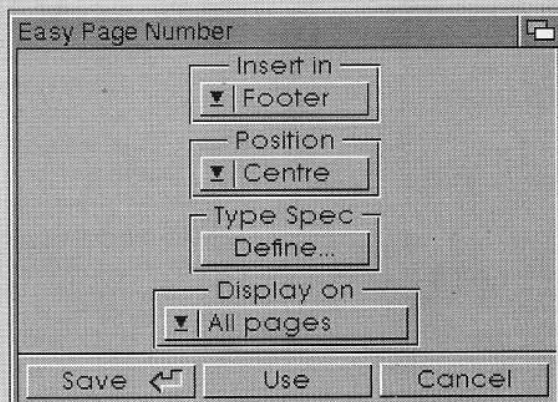 Easy Page Number
Insert in
Footer
Position
Centre
Type Spec
Define...
Display on
All pages
Save
Use
Cancel